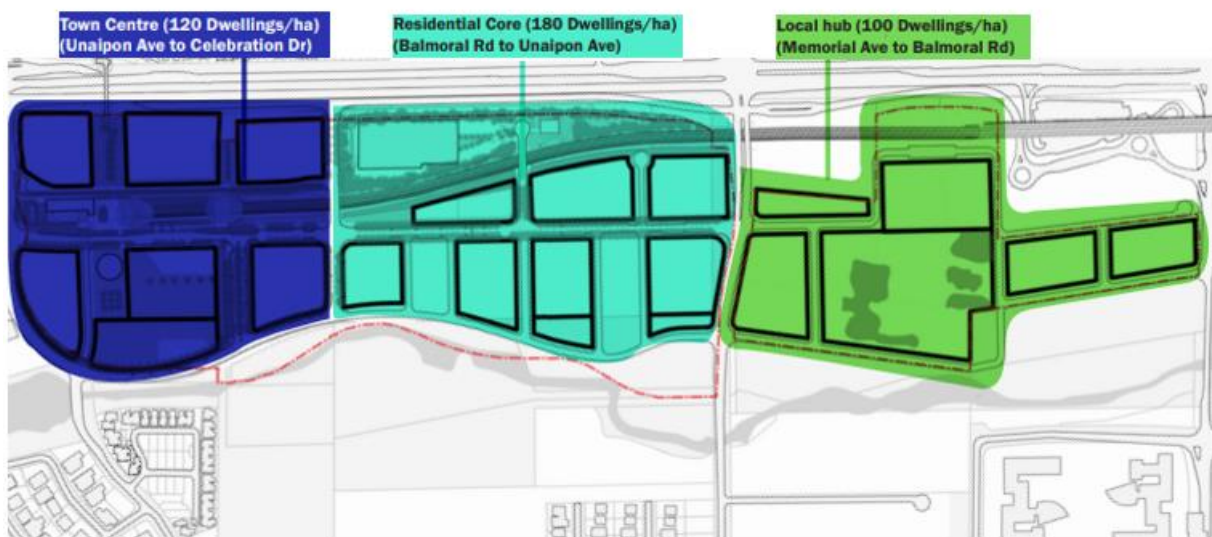 Town Centre (120 Dwellings/ha)
(Unaipon Ave to Celebration Dr)
Residential Core (180 Dwellings/ha)
(Balmoral Rd to Unaipon Ave)
Local hub (100 Dwellings/ha)
(Memorial Ave to Balmoral Rd)